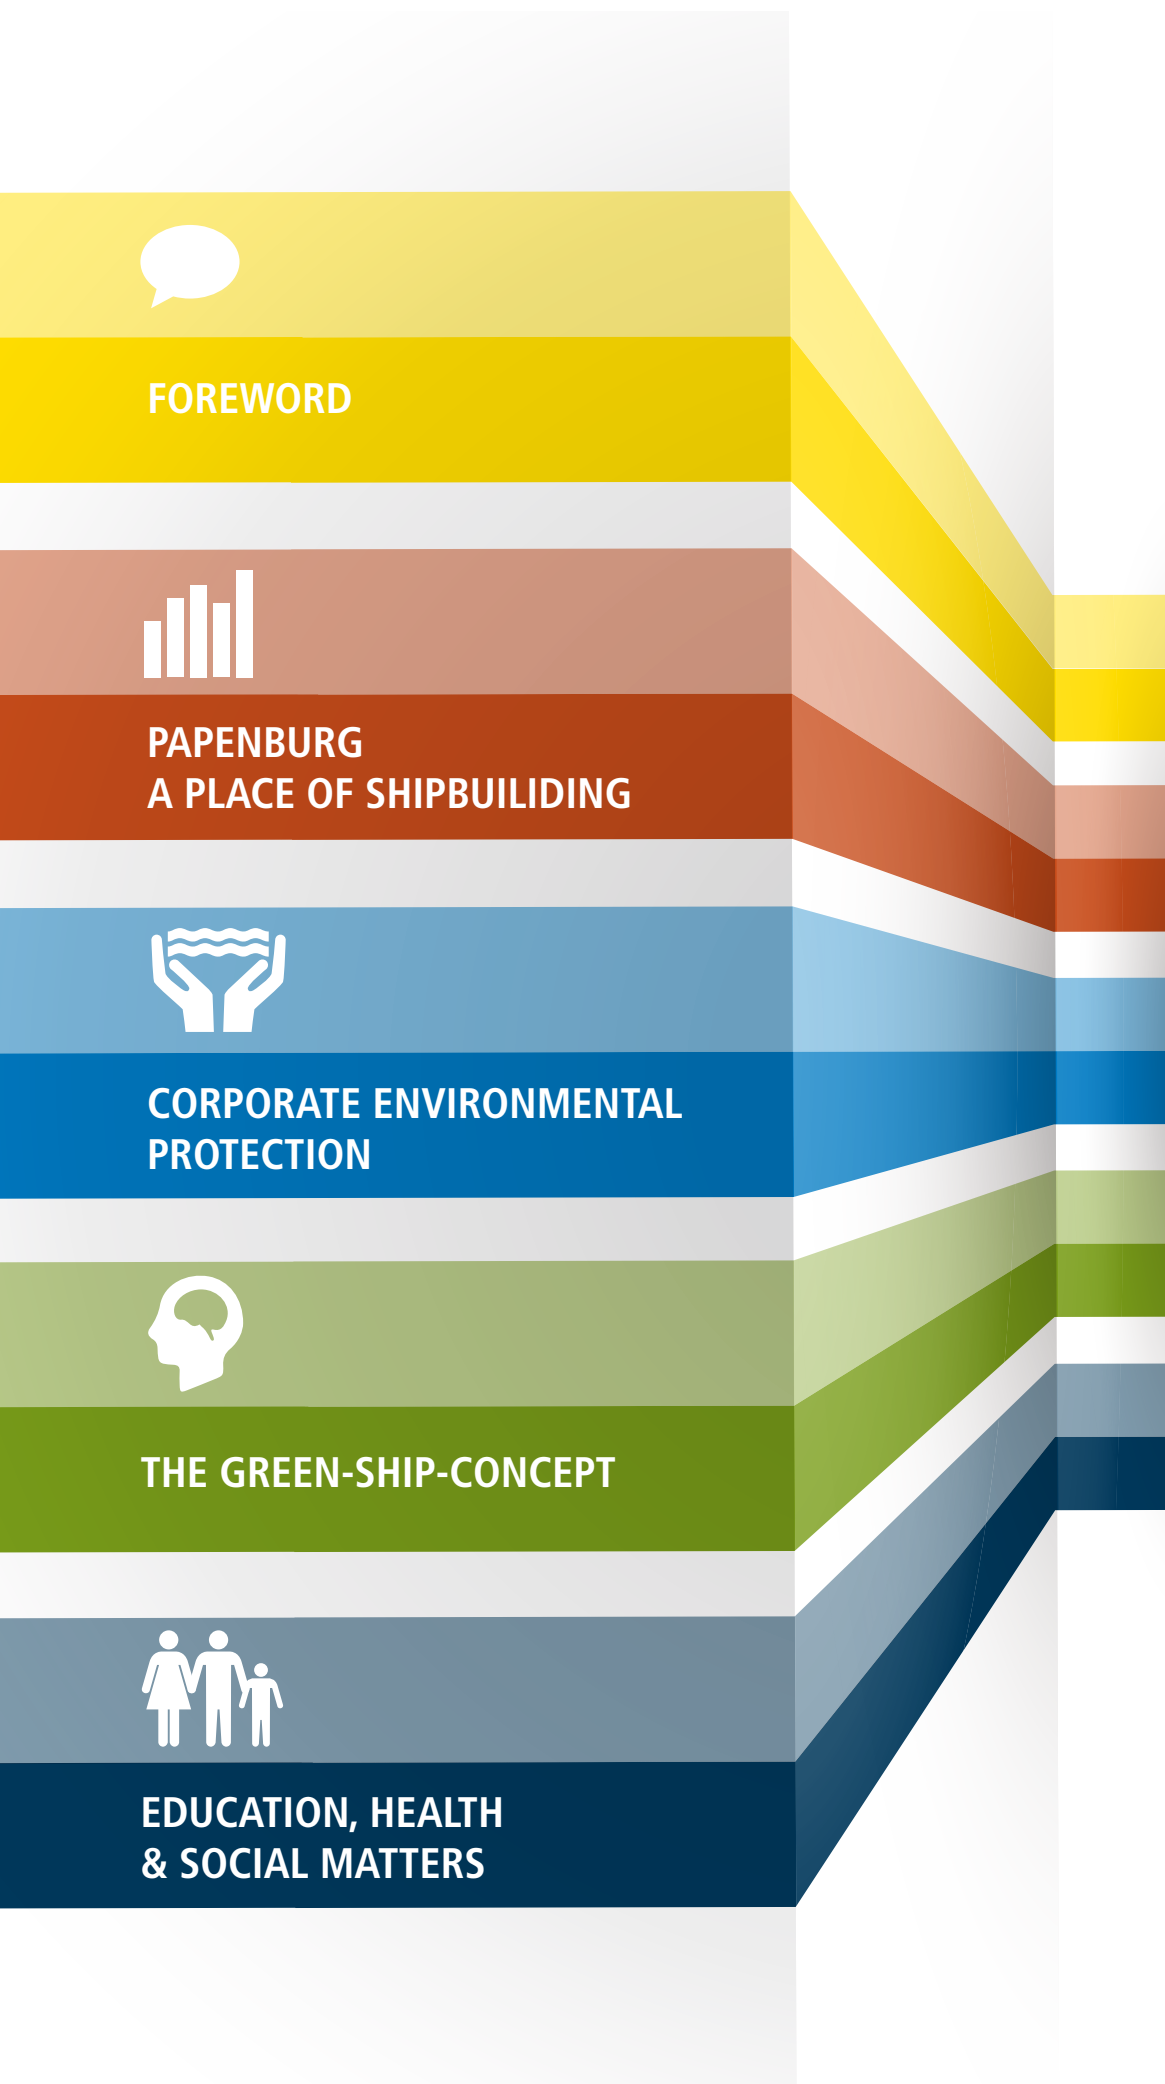 FOREWORD
PAPENBURG
A PLACE OF SHIPBUILIDING
CORPORATE ENVIRONMENTAL
PROTECTION
THE GREEN-SHIP-CONCEPT
EDUCATION, HEALTH
& SOCIAL MATTERS